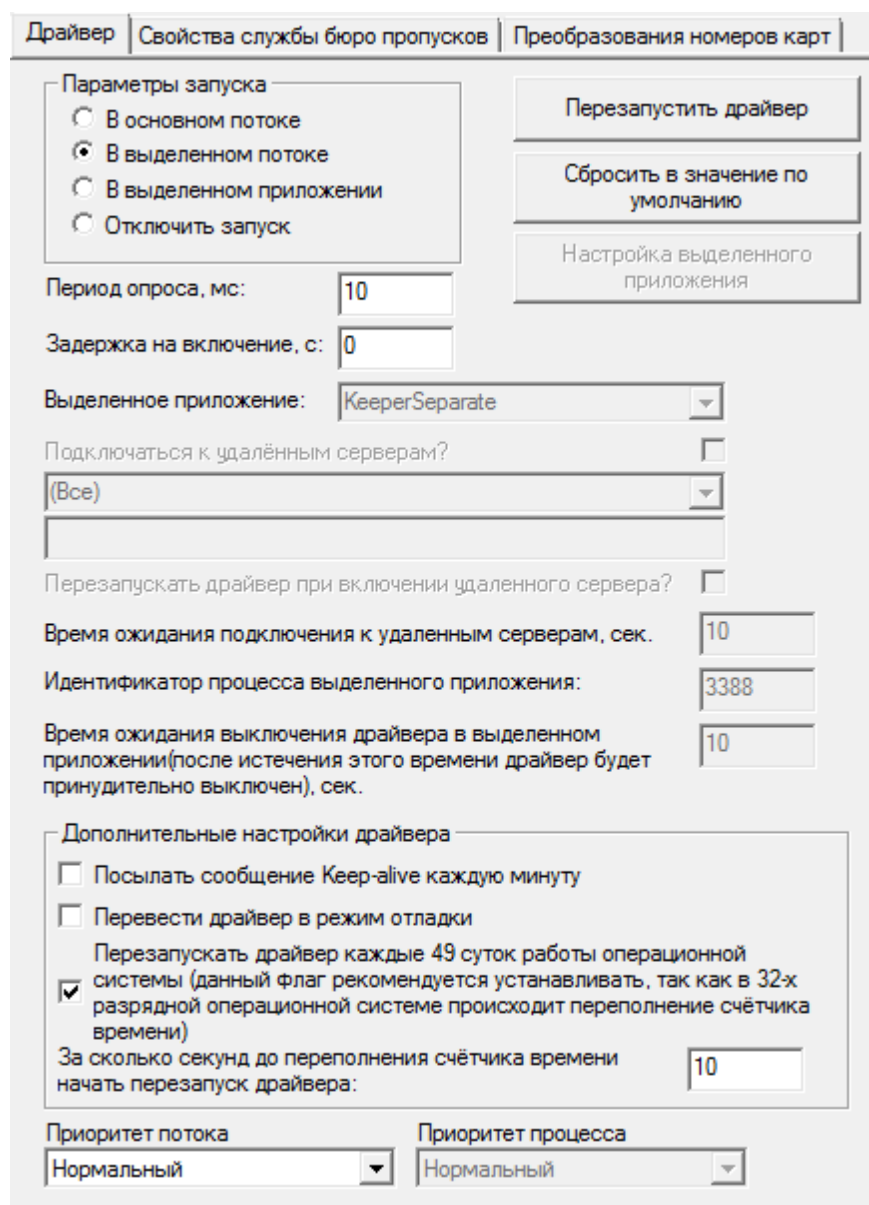 Драйвер
Свойства службы бюро пропусков
Преобразования номеров карт
Параметры запуска
В основном потоке
В выделенном потоке
В выделенном приложении
Отключить запуск
Перезапустить драйвер
Сбросить в значение по
умолчанию
Настройка выделенного
приложения
Период опроса, мс:
10
Задержка на включение, с:
0
Выделенное приложение:
KeeperSeparate
Подключаться к удалённым серверам?
(Все)
Перезапускать драйвер при включении удаленного сервера?
Время ожидания подключения к удаленным серверам, сек.
10
Идентификатор процесса выделенного приложения:
3388
Время ожидания выключения драйвера в выделенном
приложении(после истечения этого времени драйвер будет
принудительно выключен), сек.
10
Дополнительные настройки драйвера
Посылать сообщение Keep-alive каждую минуту
Перевести драйвер в режим отладки
Перезапускать драйвер каждые 49 суток работы операционной
системы (данный флаг рекомендуется устанавливать, так как в 32-х
разрядной операционной системе происходит переполнение счётчика
времени)
За сколько секунд до переполнения счётчика времени
начать перезапуск драйвера:
10
Приоритет потока
Нормальный
Приоритет процесса
Нормальный